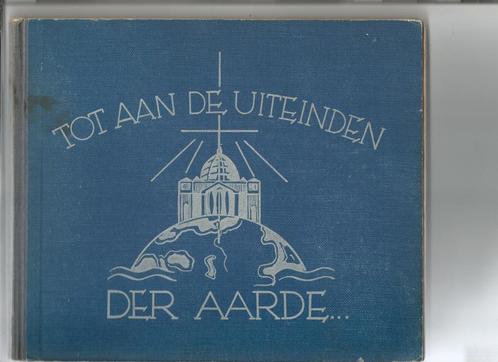 TOT AAN DE UITEINDEN
DER AARDE...